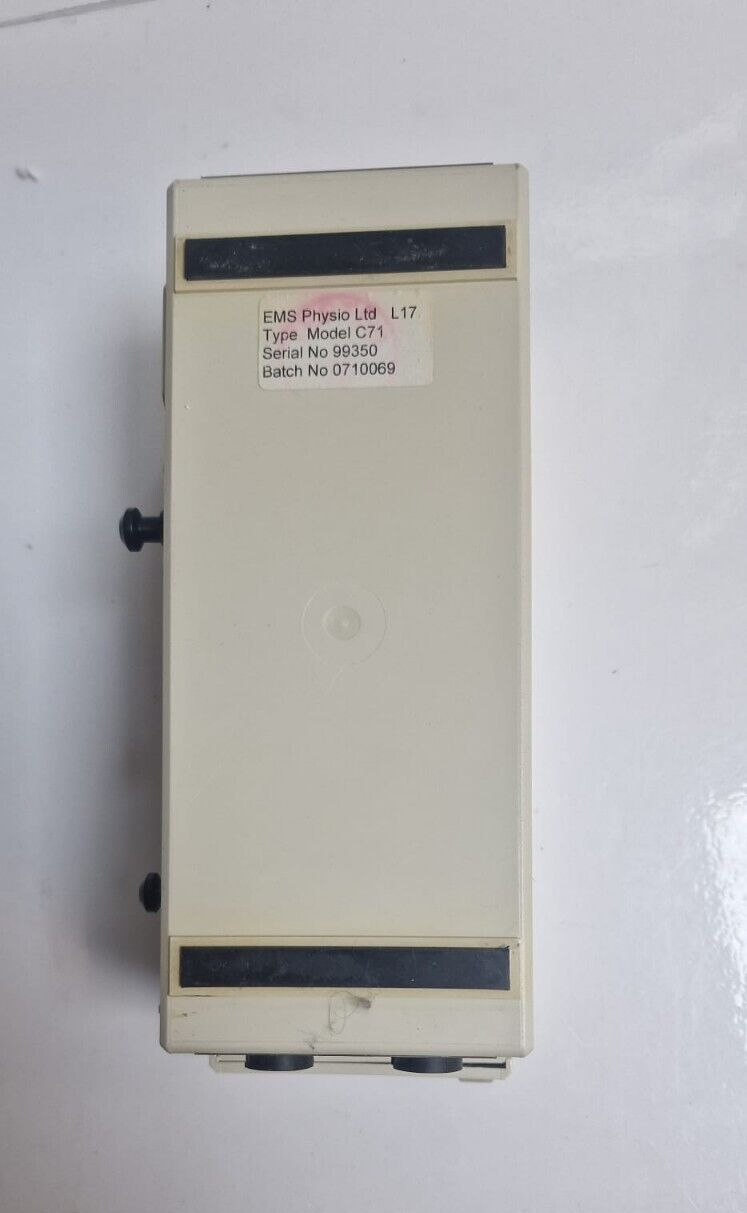 EMS Physio Ltd L17
Type Model C71
Serial No 99350
Batch No 0710069